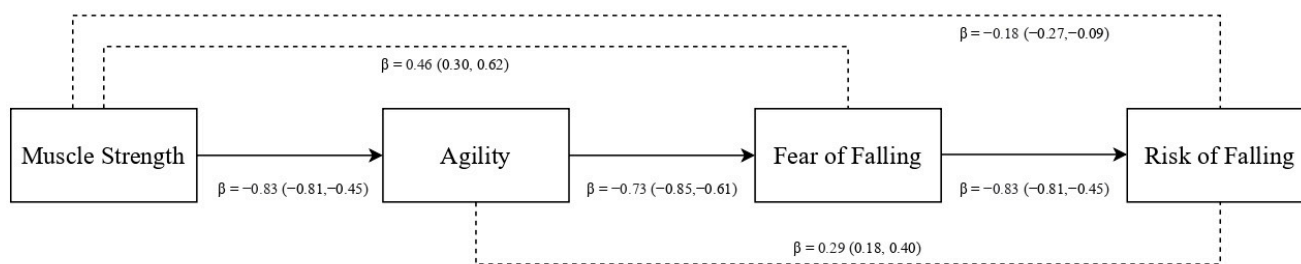 β = −0.18 (−0.27,−0.09)
β = 0.46 (0.30, 0.62)
Muscle Strength
Agility
Fear of Falling
Risk of Falling
β = −0.83 (−0.81,−0.45)
β = −0.73 (−0.85,−0.61)
β = −0.83 (−0.81,−0.45)
β = 0.29 (0.18, 0.40)